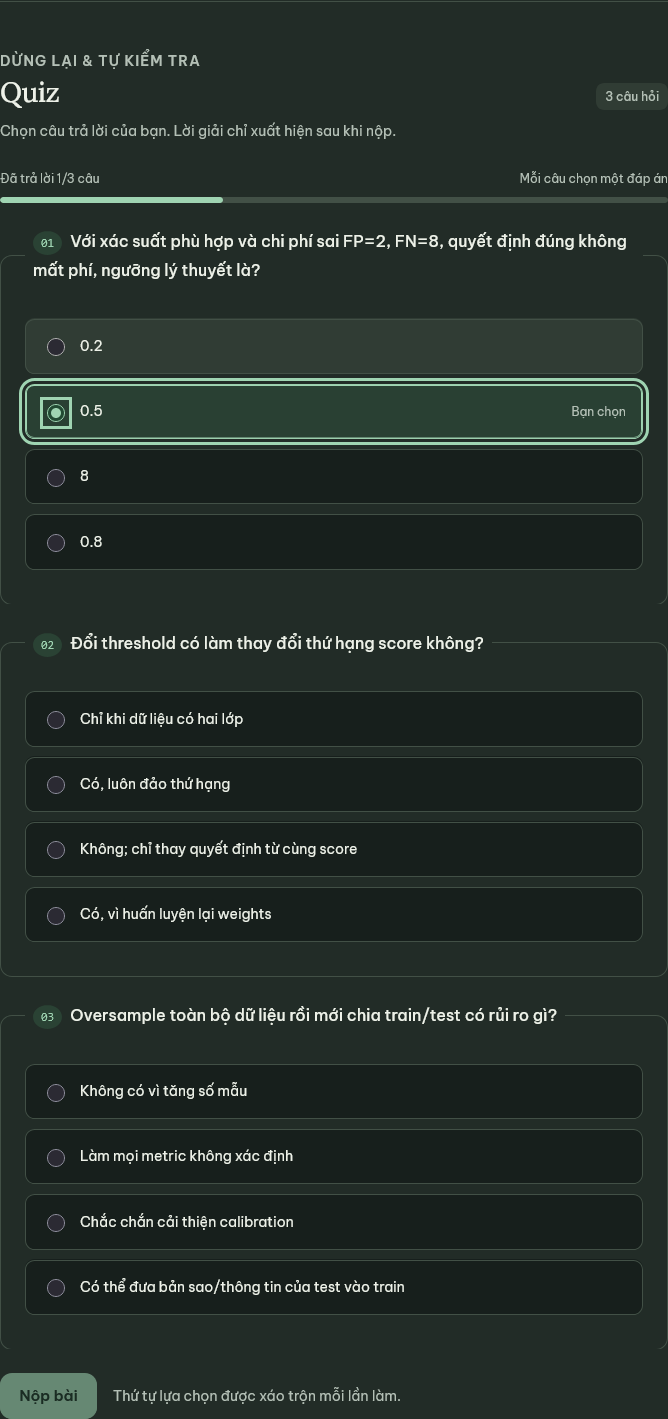 DỪNG LẠI & TỰ KIỂM TRA
Quiz
3 câu hỏi
Chọn câu trả lời của bạn. Lời giải chỉ xuất hiện sau khi nộp.
Đã trả lời 1/3 câu
Mỗi câu chọn một đáp án
01 Với xác suất phù hợp và chi phí sai FP=2, FN=8, quyết định đúng không
mất phí, ngưỡng lý thuyết là?
0.2
0.5
Bạn chọn
8
0.8
02 Đổi threshold có làm thay đổi thứ hạng score không?
Chỉ khi dữ liệu có hai lớp
Có, luôn đảo thứ hạng
Không; chỉ thay quyết định từ cùng score
Có, vì huấn luyện lại weights
03 Oversample toàn bộ dữ liệu rồi mới chia train/test có rủi ro gì?
Không có vì tăng số mẫu
Làm mọi metric không xác định
Chắc chắn cải thiện calibration
Có thể đưa bản sao/thông tin của test vào train
Nộp bài
Thứ tự lựa chọn được xáo trộn mỗi lần làm.